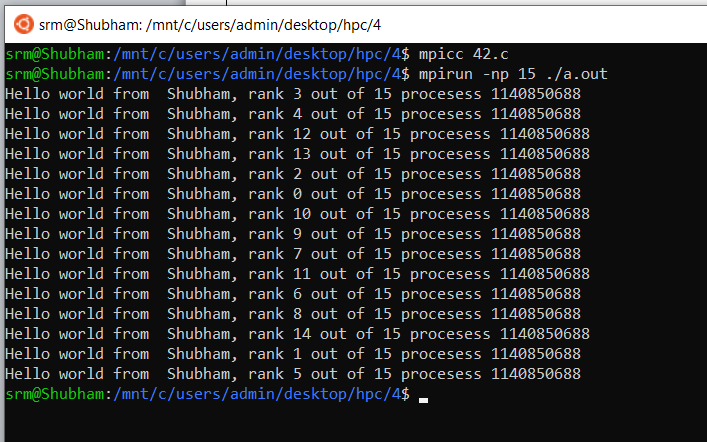 srm@Shubham: /mnt/c/users/admin/desktop/hpc/4
srm@Shubham:/mnt/c/users/admin/desktop/hpc/4$ mpicc 42.c
srm@Shubham:/mnt/c/users/admin/desktop/hpc/4$ mpirun -np 15 ./a.out
Hello world from  Shubham, rank 3 out of 15 procesess 1140850688
Hello world from  Shubham, rank 4 out of 15 procesess 1140850688
Hello world from  Shubham, rank 12 out of 15 procesess 1140850688
Hello world from  Shubham, rank 13 out of 15 procesess 1140850688
Hello world from  Shubham, rank 2 out of 15 procesess 1140850688
Hello world from  Shubham, rank 0 out of 15 procesess 1140850688
Hello world from  Shubham, rank 10 out of 15 procesess 1140850688
Hello world from  Shubham, rank 9 out of 15 procesess 1140850688
Hello world from  Shubham, rank 7 out of 15 procesess 1140850688
Hello world from  Shubham, rank 11 out of 15 procesess 1140850688
Hello world from  Shubham, rank 6 out of 15 procesess 1140850688
Hello world from  Shubham, rank 8 out of 15 procesess 1140850688
Hello world from  Shubham, rank 14 out of 15 procesess 1140850688
Hello world from  Shubham, rank 1 out of 15 procesess 1140850688
Hello world from  Shubham, rank 5 out of 15 procesess 1140850688
srm@Shubham:/mnt/c/users/admin/desktop/hpc/4$